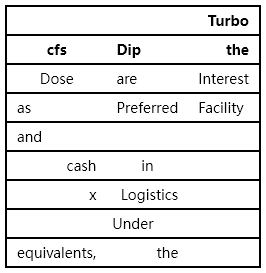 Turbo
cfs Dip the
Dose are Interest
as Preferred Facility
and
cash in
x Logistics
Under
equivalents, the